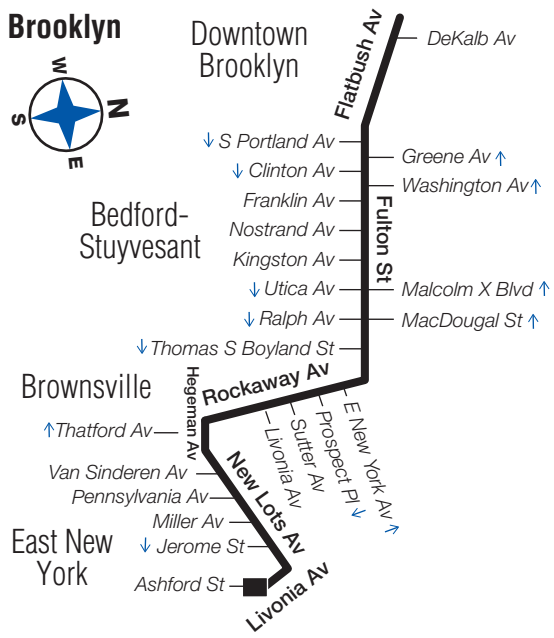 Brooklyn
W
N
S
E
Downtown
Brooklyn
Flatbush Av
DeKalb Av
↓ S Portland Av
Greene Av ↑
↓ Clinton Av
Washington Av ↑
Franklin Av
Fulton St
Bedford-
Stuyvesant
Nostrand Av
Kingston Av
↓ Utica Av
Malcolm X Blvd ↑
↓ Ralph Av
MacDougal St ↑
↓ Thomas S Boyland St
Rockaway Av
Brownsville
Hegeman Av
↑ Thatford Av
Livonia Av
Sutter Av
Prospect Pl ↓
E New York Av ↑
Van Sinderen Av
New Lots Av
Pennsylvania Av
Miller Av
East New
York
↓ Jerome St
Ashford St
Livonia Av